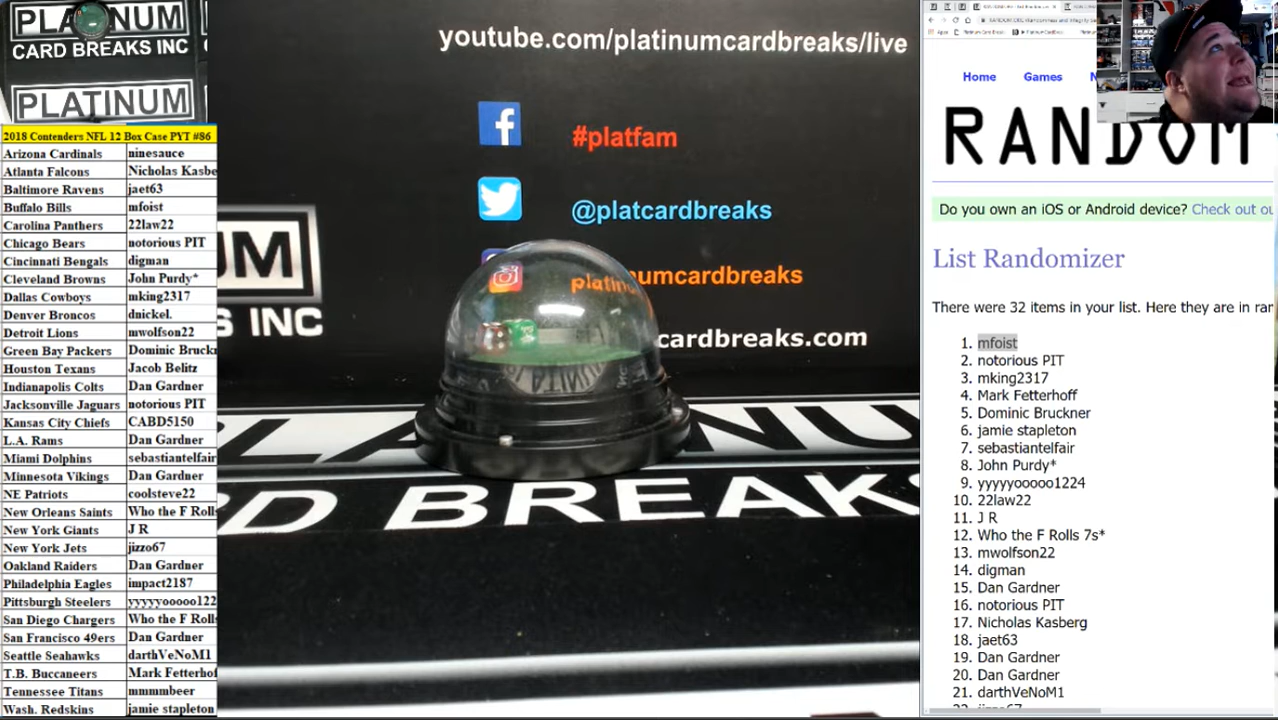 PLATINUM
CARD BREAKS INC
PLATINUM
2018 Contenders NFL 12 Box Case PYT #86
Arizona Cardinals ninesauce
Atlanta Falcons Nicholas Kasbe
Baltimore Ravens jaet63
Buffalo Bills mfoist
Carolina Panthers 22law22
Chicago Bears notorious PIT
Cincinnati Bengals digman
Cleveland Browns John Purdy*
Dallas Cowboys mking2317
Denver Broncos dnickel.
Detroit Lions mwolfson22
Green Bay Packers Dominic Bruckn
Houston Texans Jacob Belitz
Indianapolis Colts Dan Gardner
Jacksonville Jaguars notorious PIT
Kansas City Chiefs CABD5150
L.A. Rams Dan Gardner
Miami Dolphins sebastiantelfair
Minnesota Vikings Dan Gardner
NE Patriots coolsteve22
New Orleans Saints Who the F Rolls
New York Giants J R
New York Jets jizzo67
Oakland Raiders Dan Gardner
Philadelphia Eagles impact2187
Pittsburgh Steelers yyyyyooooo122
San Diego Chargers Who the F Rolls
San Francisco 49ers Dan Gardner
Seattle Seahawks darthVeNoM1
T.B. Buccaneers Mark Fetterhof
Tennessee Titans mmmmbeer
Wash. Redskins jamie stapleton
youtube.com/platinumcardbreaks/live
#platfam
@platcardbreaks
platinumcardbreaks
cardbreaks.com
UM
S INC
PLATINUM
RD BREAKS
Home Games N
RANDOM
Do you own an iOS or Android device? Check out ou
List Randomizer
There were 32 items in your list. Here they are in ran
1. mfoist
2. notorious PIT
3. mking2317
4. Mark Fetterhoff
5. Dominic Bruckner
6. jamie stapleton
7. sebastiantelfair
8. John Purdy*
9. yyyyyooooo1224
10. 22law22
11. J R
12. Who the F Rolls 7s*
13. mwolfson22
14. digman
15. Dan Gardner
16. notorious PIT
17. Nicholas Kasberg
18. jaet63
19. Dan Gardner
20. Dan Gardner
21. darthVeNoM1
22. jizzo67